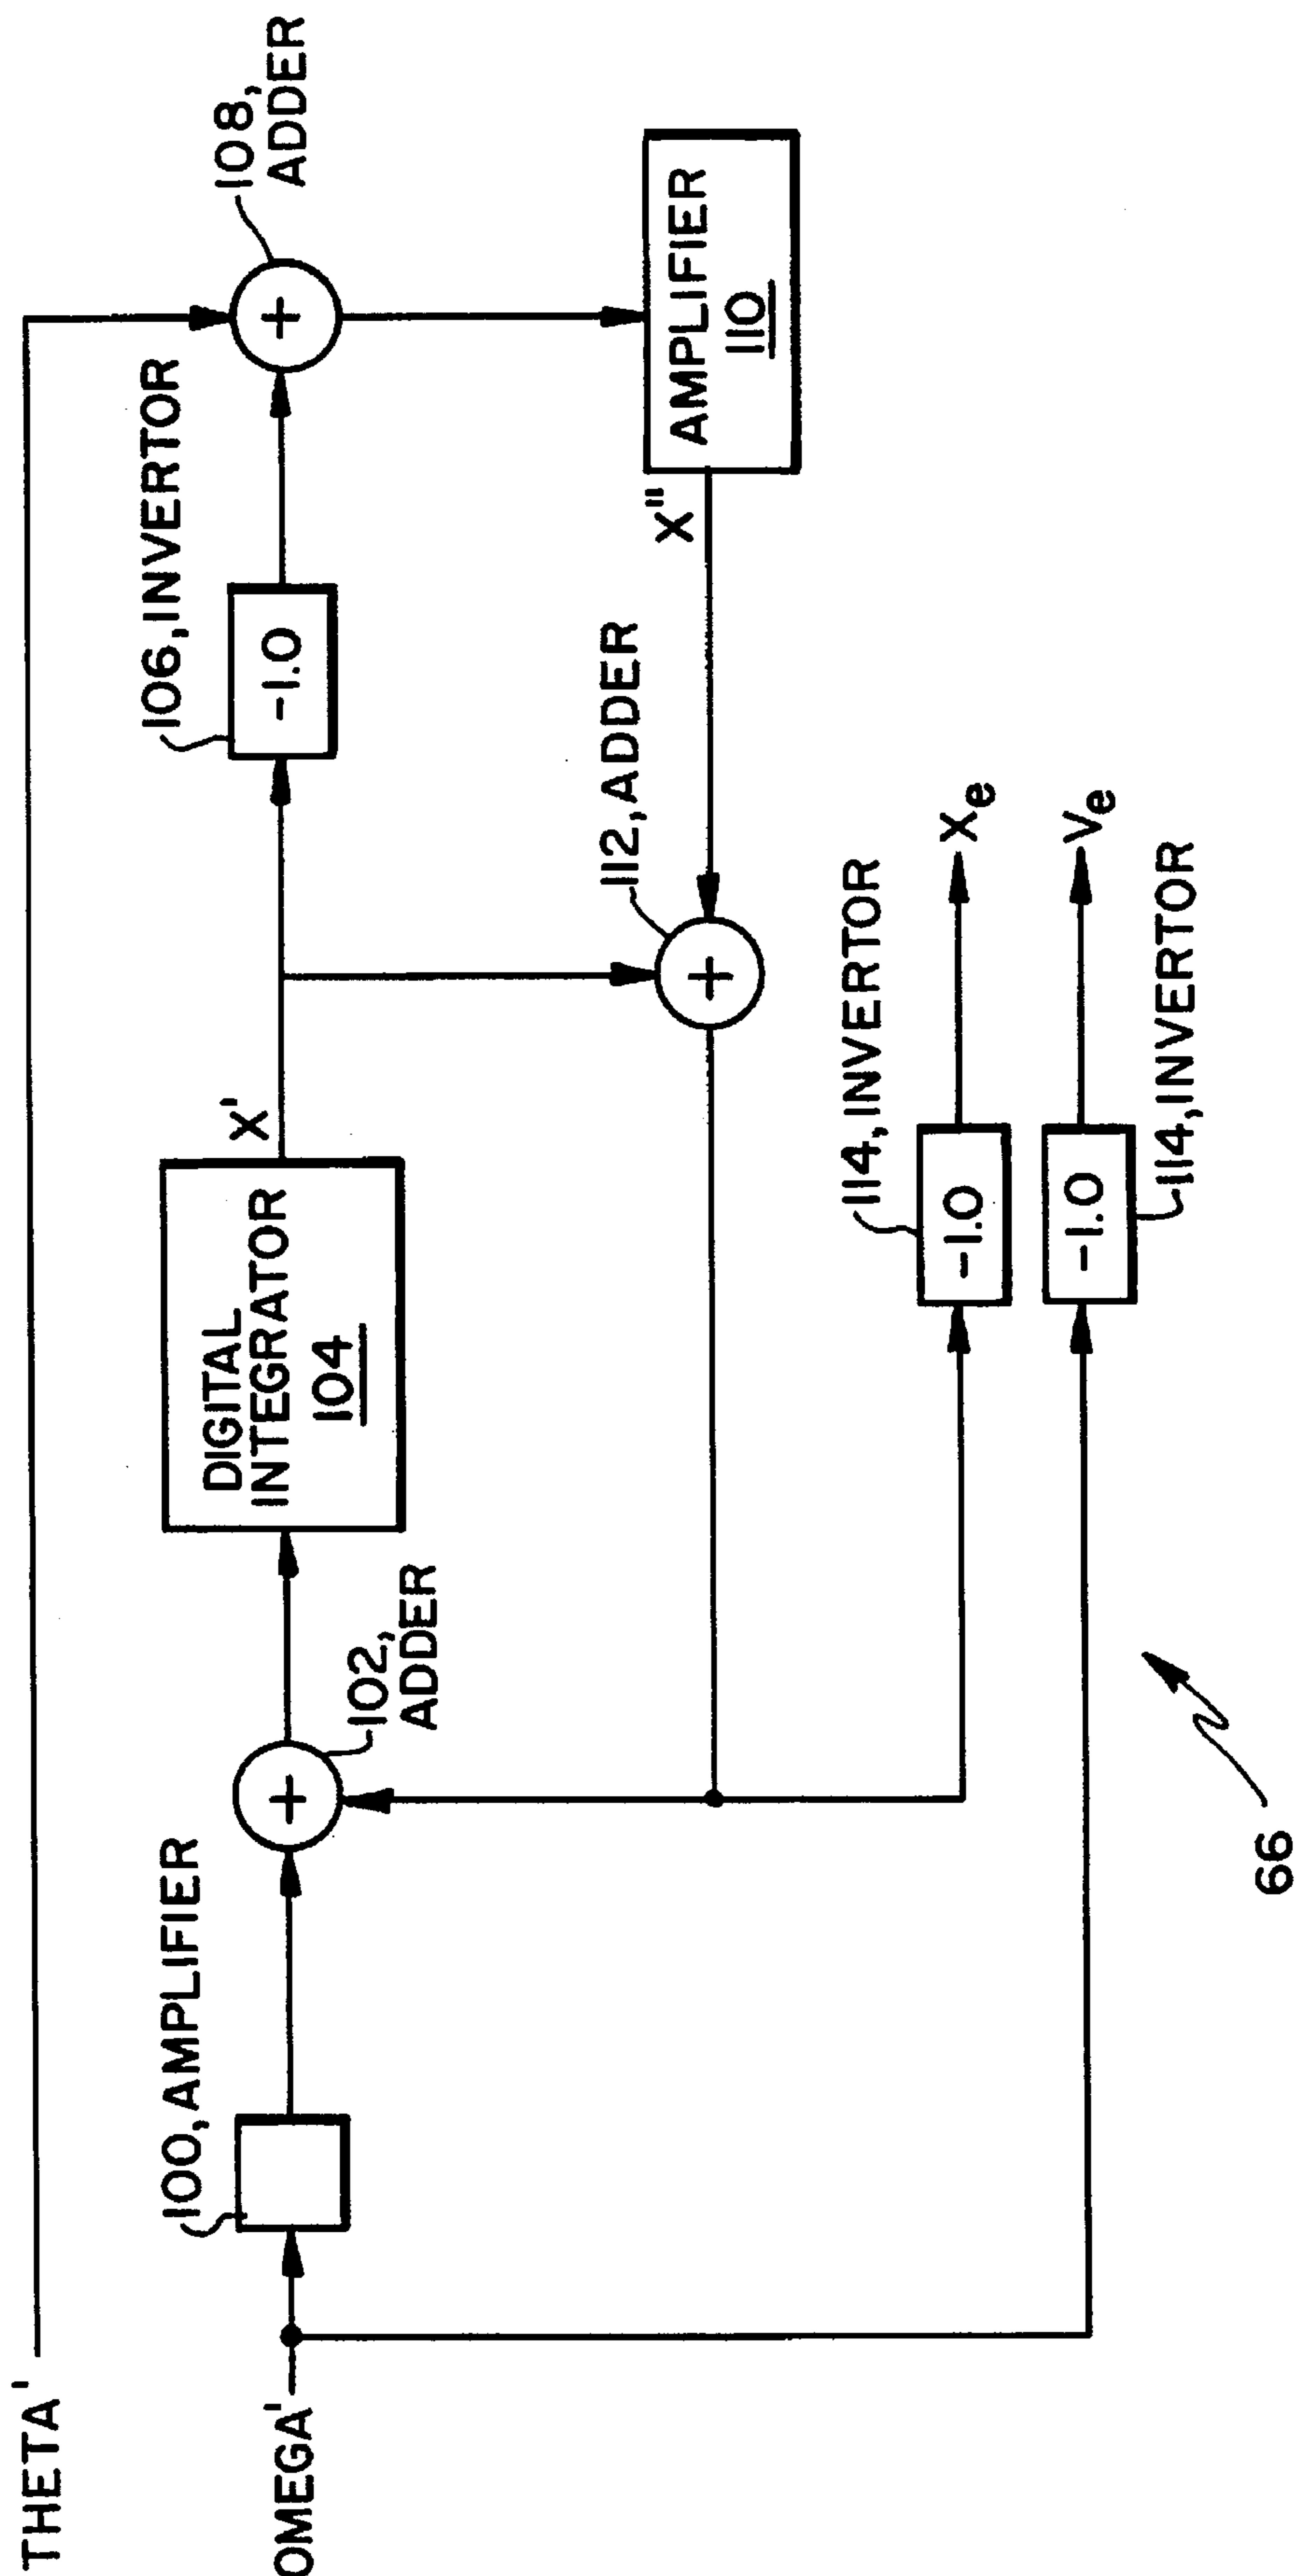 THETA'
OMEGA'
100, AMPLIFIER
+
102,
ADDER
DIGITAL
INTEGRATOR
104
X'
106, INVERTOR
-1.0
+
108,
ADDER
AMPLIFIER
110
X"
112, ADDER
+
114, INVERTOR
-1.0
Xe
-1.0
Ve
114, INVERTOR
66